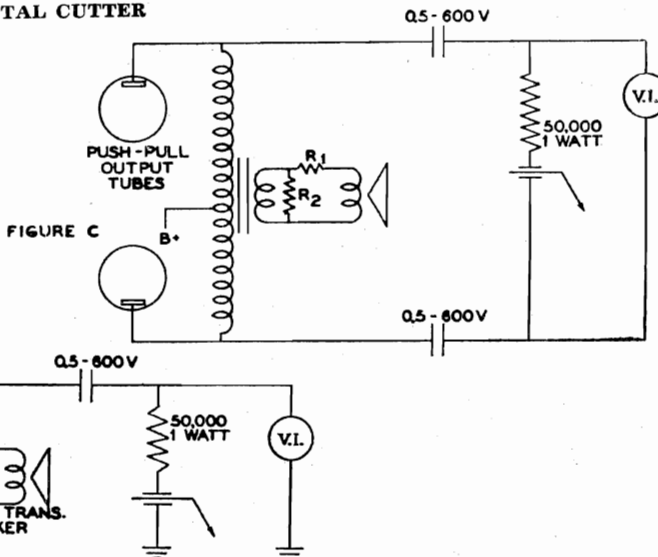 TAL CUTTER
0.5 - 600 V
V.I.
50,000
1 WATT
PUSH-PULL
OUTPUT
TUBES
R1
R2
FIGURE C
B+
0.5 - 600 V
0.5 - 600 V
50,000
1 WATT
V.I.
TRANS.
KER